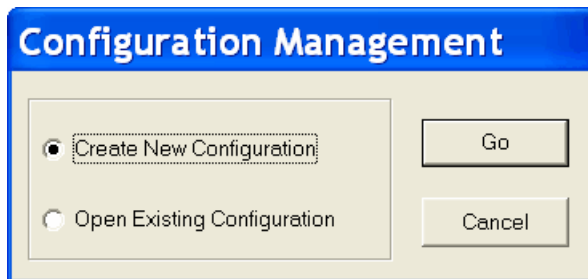 Configuration Management
Create New Configuration
Go
Open Existing Configuration
Cancel